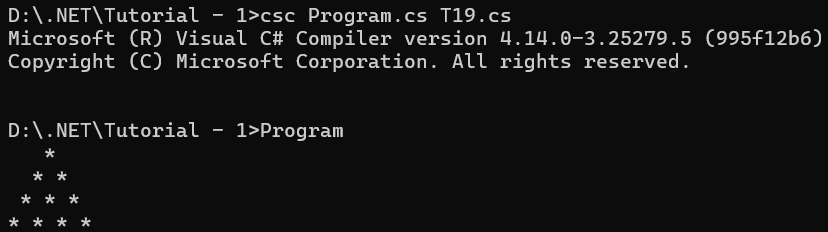 D:\.NET\Tutorial - 1>csc Program.cs T19.cs
Microsoft (R) Visual C# Compiler version 4.14.0-3.25279.5 (995f12b6)
Copyright (C) Microsoft Corporation. All rights reserved.

D:\.NET\Tutorial - 1>Program
   *
  * *
 * * *
* * * *